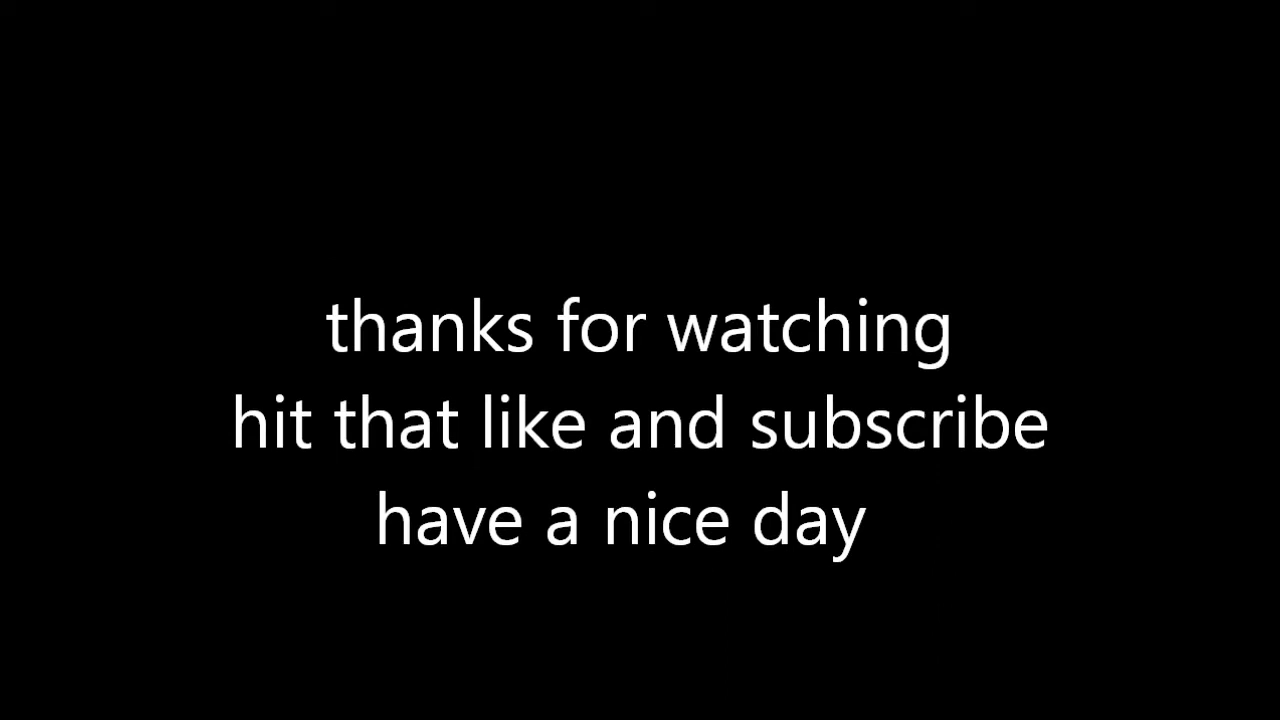 thanks for watching
hit that like and subscribe
have a nice day